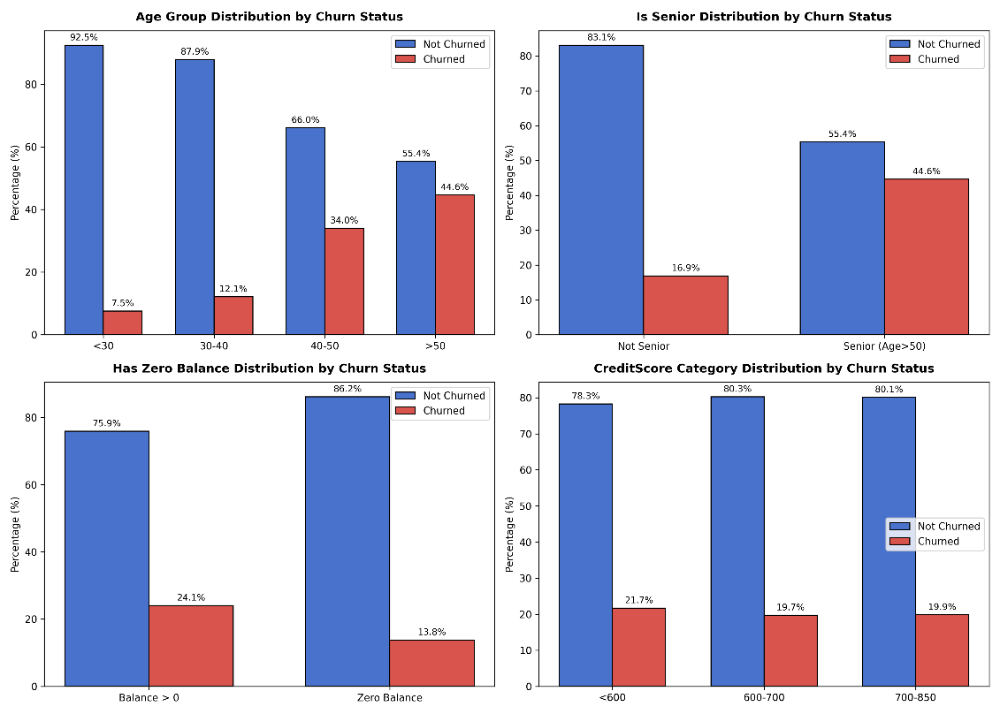 Age Group Distribution by Churn Status
Percentage (%)
0
20
40
60
80
92.5%
7.5%
87.9%
12.1%
66.0%
34.0%
55.4%
44.6%
Not Churned
Churned
<30
30-40
40-50
>50
Is Senior Distribution by Churn Status
Percentage (%)
0
10
20
30
40
50
60
70
80
83.1%
16.9%
55.4%
44.6%
Not Churned
Churned
Not Senior
Senior (Age>50)
Has Zero Balance Distribution by Churn Status
Percentage (%)
0
20
40
60
80
75.9%
24.1%
86.2%
13.8%
Not Churned
Churned
Balance > 0
Zero Balance
CreditScore Category Distribution by Churn Status
Percentage (%)
0
10
20
30
40
50
60
70
80
78.3%
21.7%
80.3%
19.7%
80.1%
19.9%
Not Churned
Churned
<600
600-700
700-850